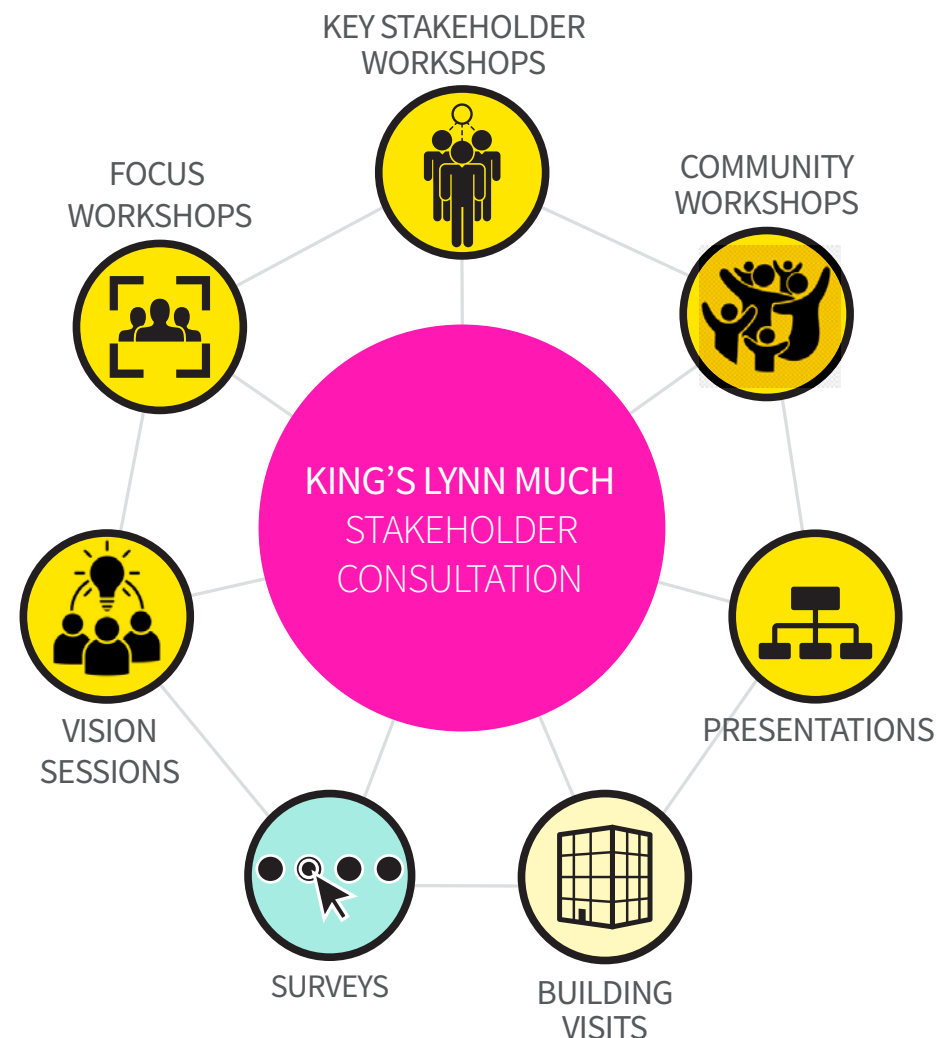 KEY STAKEHOLDER
WORKSHOPS
FOCUS
WORKSHOPS
COMMUNITY
WORKSHOPS
KING’S LYNN MUCH
STAKEHOLDER
CONSULTATION
VISION
SESSIONS
PRESENTATIONS
SURVEYS
BUILDING
VISITS